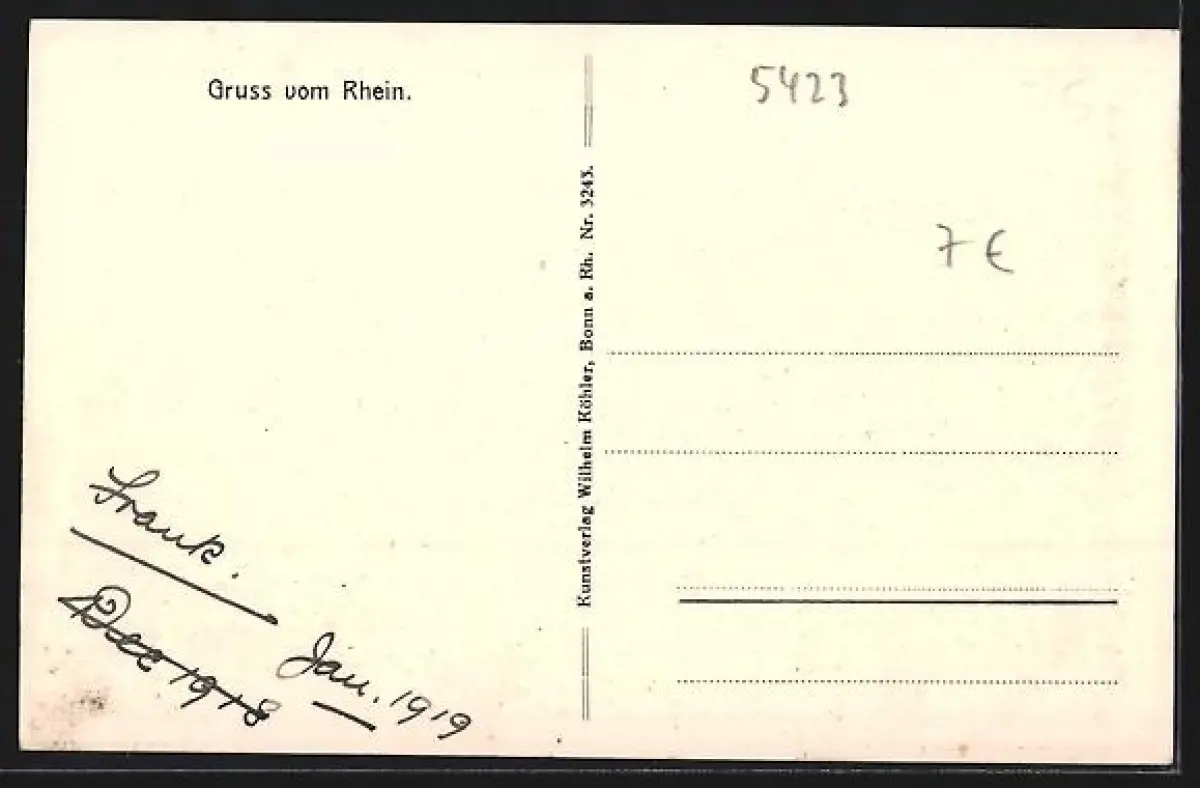 Gruss vom Rhein.
Frank.
Dec 1918
Jan. 1919
Kunstverlag Wilhelm Köhler, Bonn a. Rh. Nr. 3243.
5423
7 €